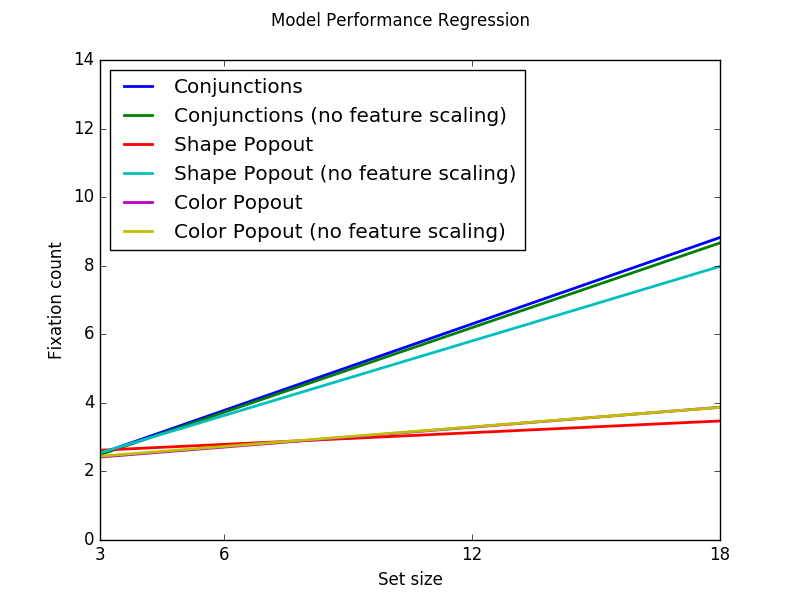 Model Performance Regression
14
12
10
8
6
4
2
0
Fixation count
Conjunctions
Conjunctions (no feature scaling)
Shape Popout
Shape Popout (no feature scaling)
Color Popout
Color Popout (no feature scaling)
3 6 12 18
Set size